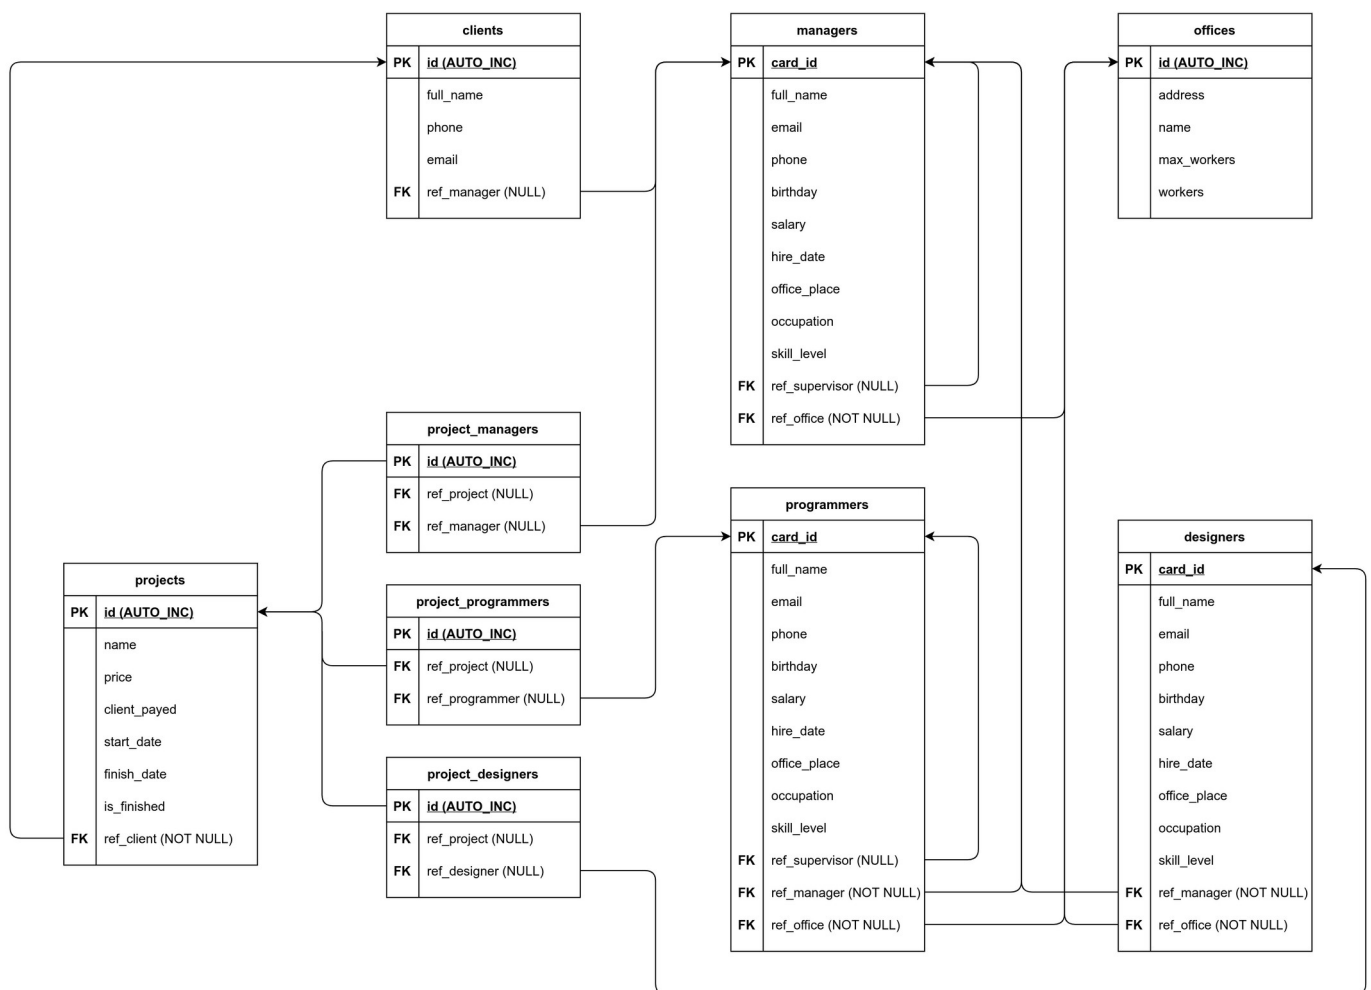 clients
PK id (AUTO_INC)
full_name
phone
email
FK ref_manager (NULL)
managers
PK card_id
full_name
email
phone
birthday
salary
hire_date
office_place
occupation
skill_level
FK ref_supervisor (NULL)
FK ref_office (NOT NULL)
offices
PK id (AUTO_INC)
address
name
max_workers
workers
project_managers
PK id (AUTO_INC)
FK ref_project (NULL)
FK ref_manager (NULL)
projects
PK id (AUTO_INC)
name
price
client_payed
start_date
finish_date
is_finished
FK ref_client (NOT NULL)
project_programmers
PK id (AUTO_INC)
FK ref_project (NULL)
FK ref_programmer (NULL)
project_designers
PK id (AUTO_INC)
FK ref_project (NULL)
FK ref_designer (NULL)
programmers
PK card_id
full_name
email
phone
birthday
salary
hire_date
office_place
occupation
skill_level
FK ref_supervisor (NULL)
FK ref_manager (NOT NULL)
FK ref_office (NOT NULL)
designers
PK card_id
full_name
email
phone
birthday
salary
hire_date
office_place
occupation
skill_level
FK ref_manager (NOT NULL)
FK ref_office (NOT NULL)